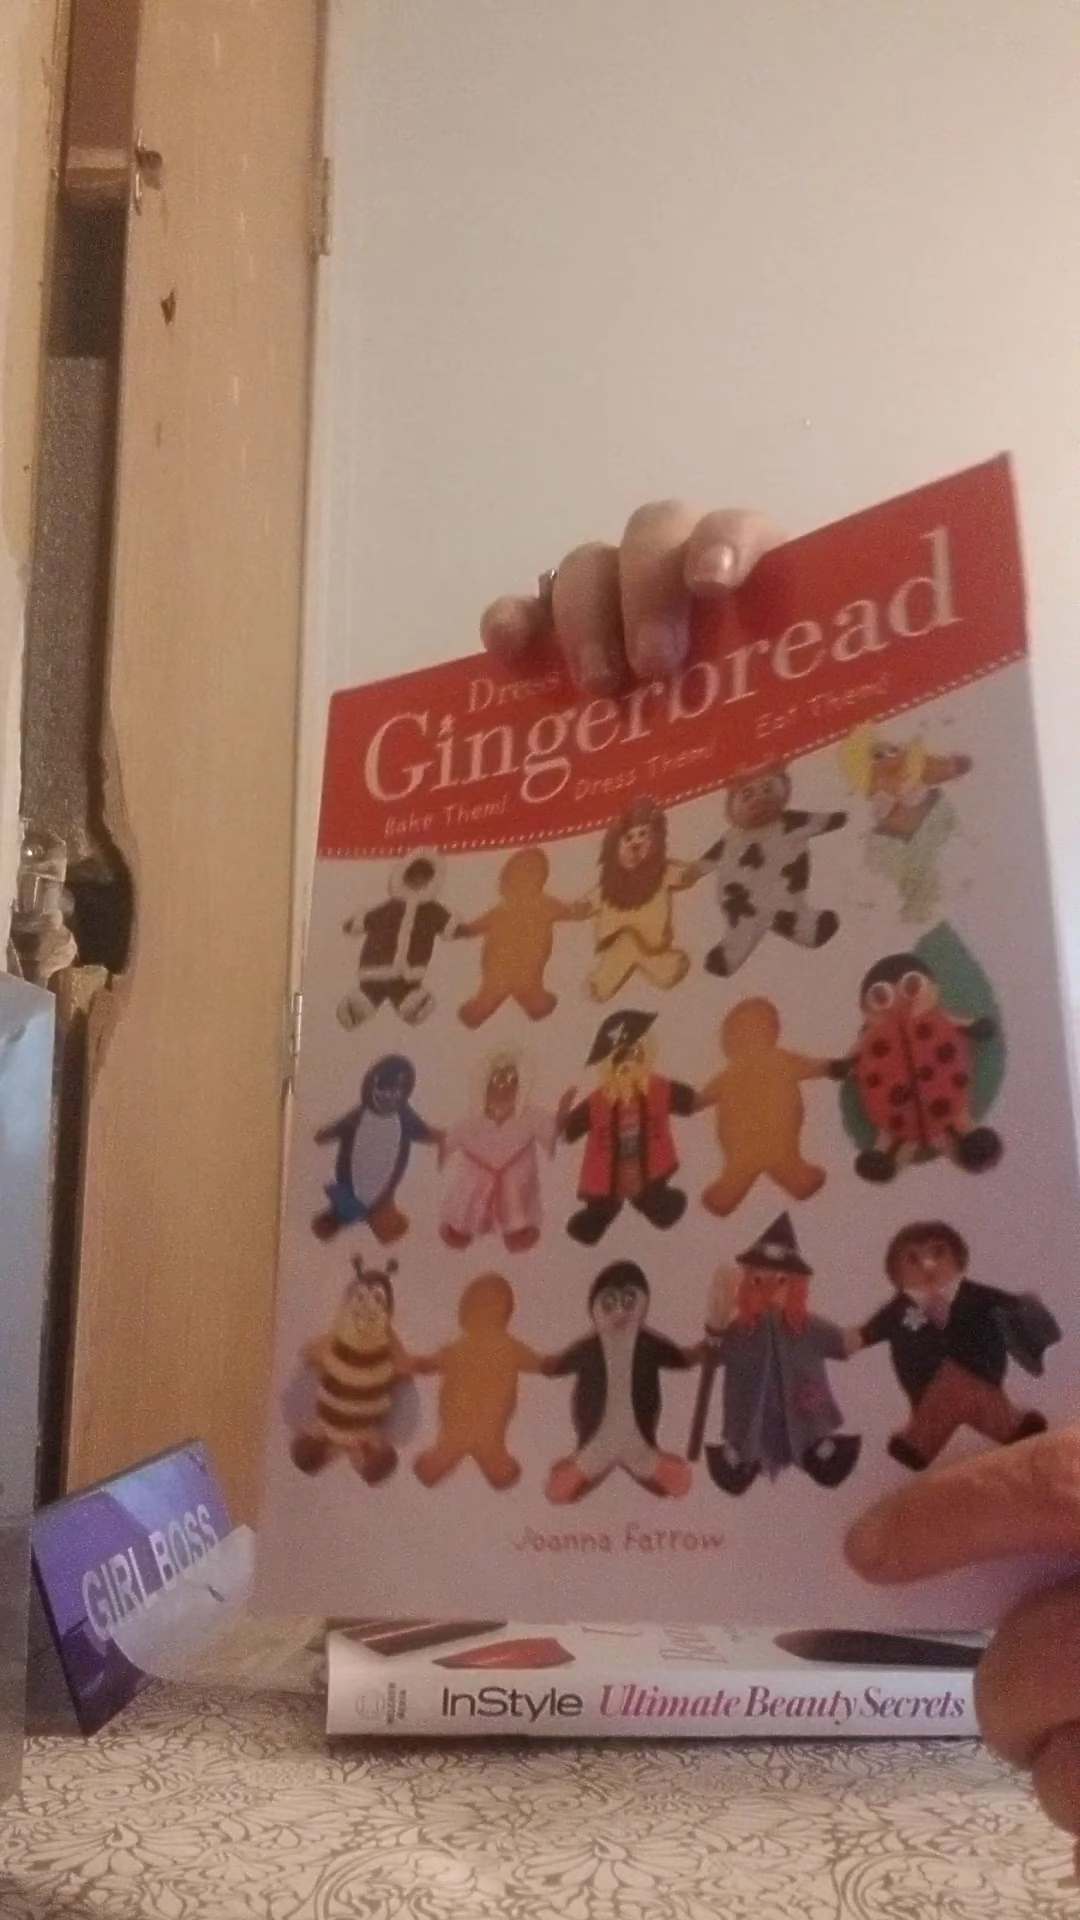 Dress
Gingerbread
Bake Them! Dress Them! Eat Them!
Joanna Farrow
GIRL BOSS
InStyle Ultimate Beauty Secrets